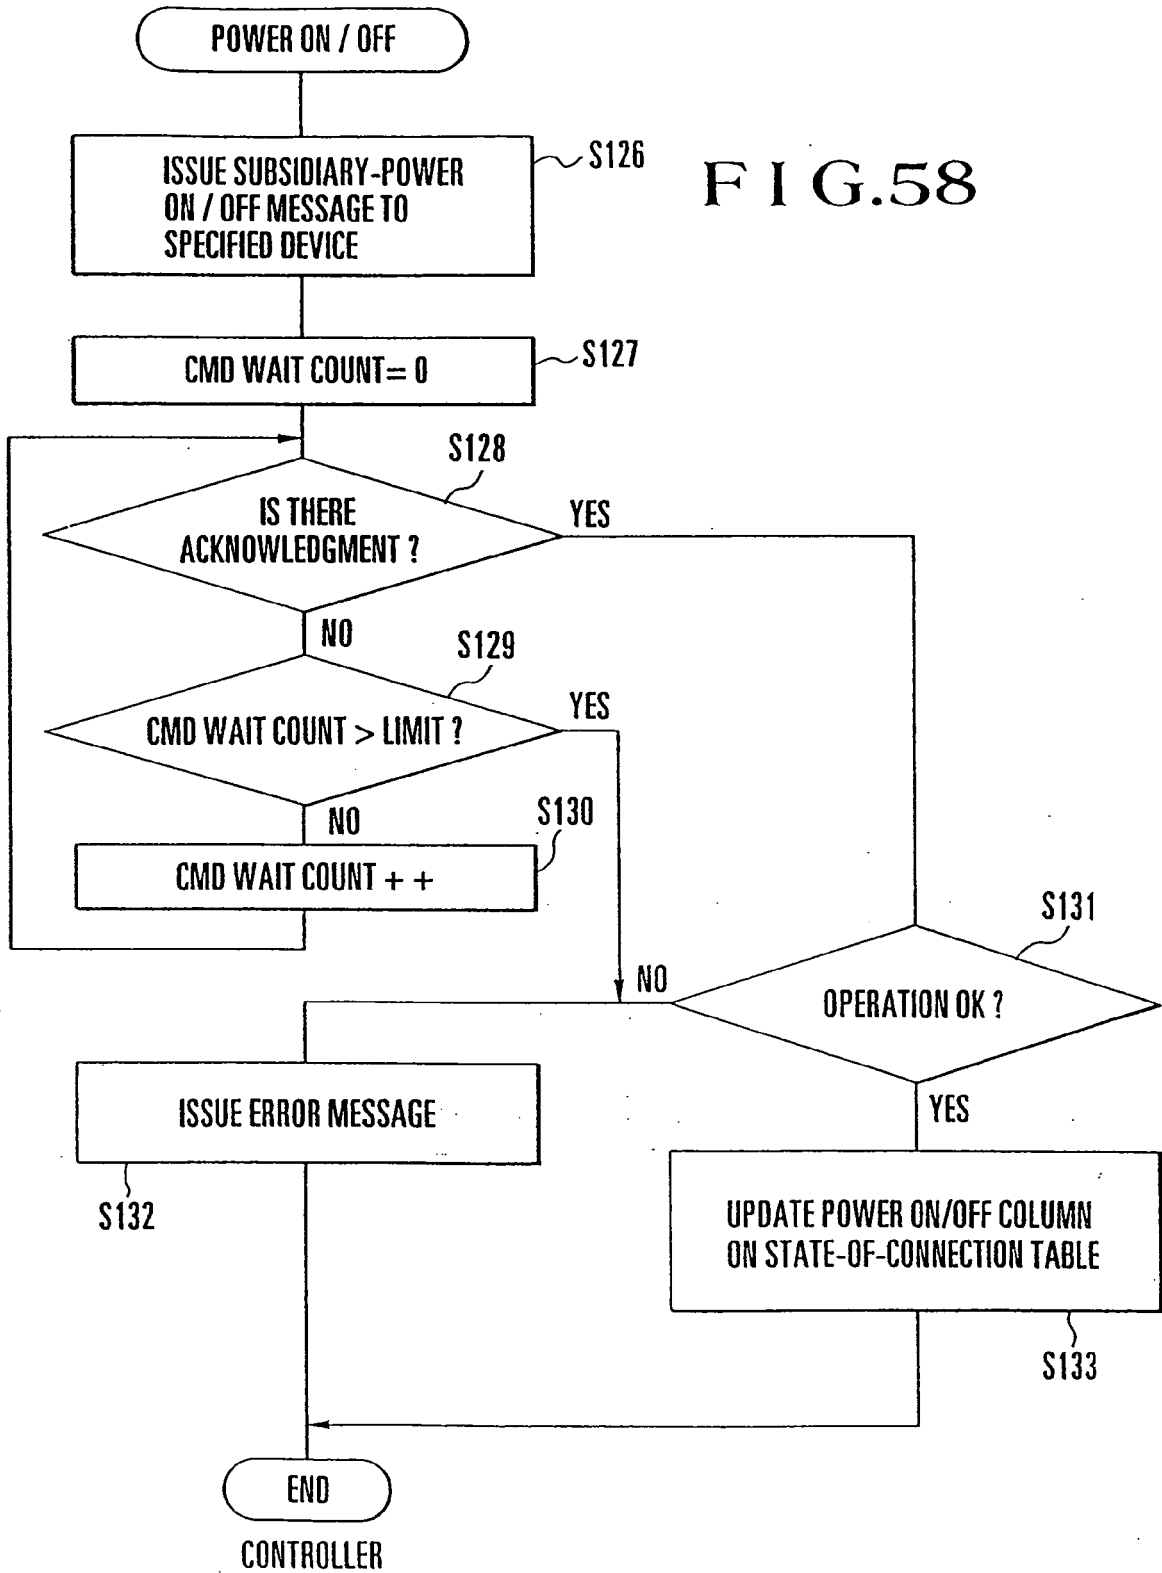 POWER ON / OFF
ISSUE SUBSIDIARY-POWER
ON / OFF MESSAGE TO
SPECIFIED DEVICE
S126
FIG.58
CMD WAIT COUNT = 0
S127
S128
IS THERE
ACKNOWLEDGMENT ?
YES
NO
S129
CMD WAIT COUNT > LIMIT ?
YES
NO
S130
CMD WAIT COUNT + +
S131
NO
OPERATION OK ?
ISSUE ERROR MESSAGE
YES
S132
UPDATE POWER ON/OFF COLUMN
ON STATE-OF-CONNECTION TABLE
S133
END
CONTROLLER